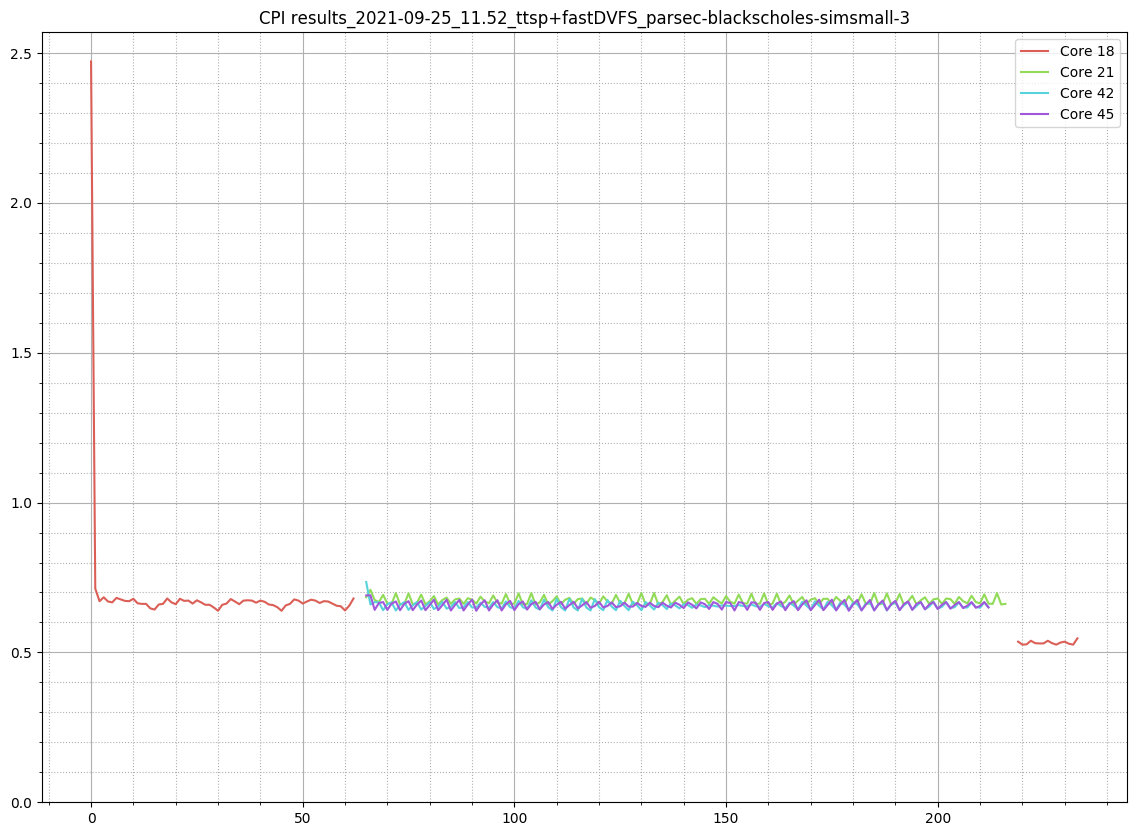 CPI results_2021-09-25_11.52_ttsp+fastDVFS_parsec-blackscholes-simsmall-3
Core 18
Core 21
Core 42
Core 45
2.5
2.0
1.5
1.0
0.5
0.0
0 50 100 150 200